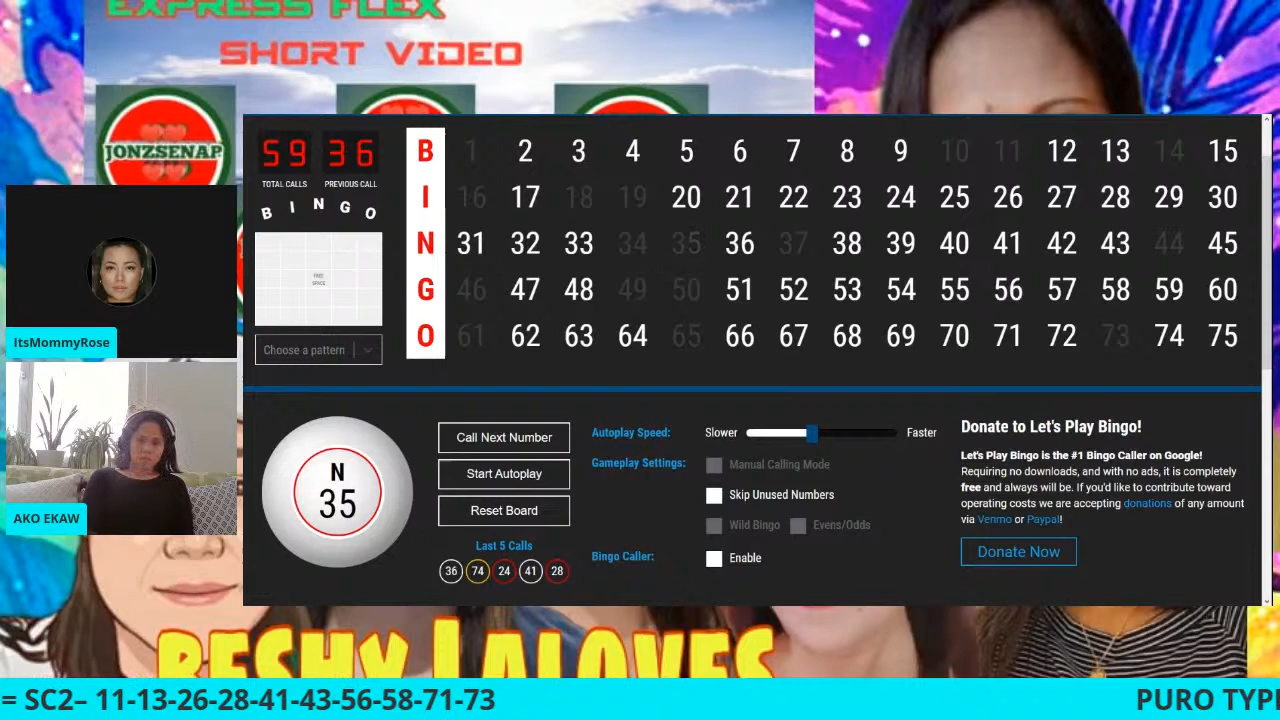 EXPRESS FLEX
SHORT VIDEO
JONZSENAP
59 36
TOTAL CALLS PREVIOUS CALL
B I N G O
FREE SPACE
Choose a pattern
B 1 2 3 4 5 6 7 8 9 10 11 12 13 14 15
I 16 17 18 19 20 21 22 23 24 25 26 27 28 29 30
N 31 32 33 34 35 36 37 38 39 40 41 42 43 44 45
G 46 47 48 49 50 51 52 53 54 55 56 57 58 59 60
O 61 62 63 64 65 66 67 68 69 70 71 72 73 74 75
ItsMommyRose
AKO EKAW
N
35
Call Next Number
Start Autoplay
Reset Board
Last 5 Calls
36 74 24 41 28
Autoplay Speed: Slower Faster
Gameplay Settings: Manual Calling Mode
Skip Unused Numbers
Wild Bingo Evens/Odds
Bingo Caller: Enable
Donate to Let's Play Bingo!
Let's Play Bingo is the #1 Bingo Caller on Google!
Requiring no downloads, and with no ads, it is completely
free and always will be. If you'd like to contribute toward
operating costs we are accepting donations of any amount
via Venmo or Paypal!
Donate Now
BESHY LALOVES
= SC2– 11-13-26-28-41-43-56-58-71-73
PURO